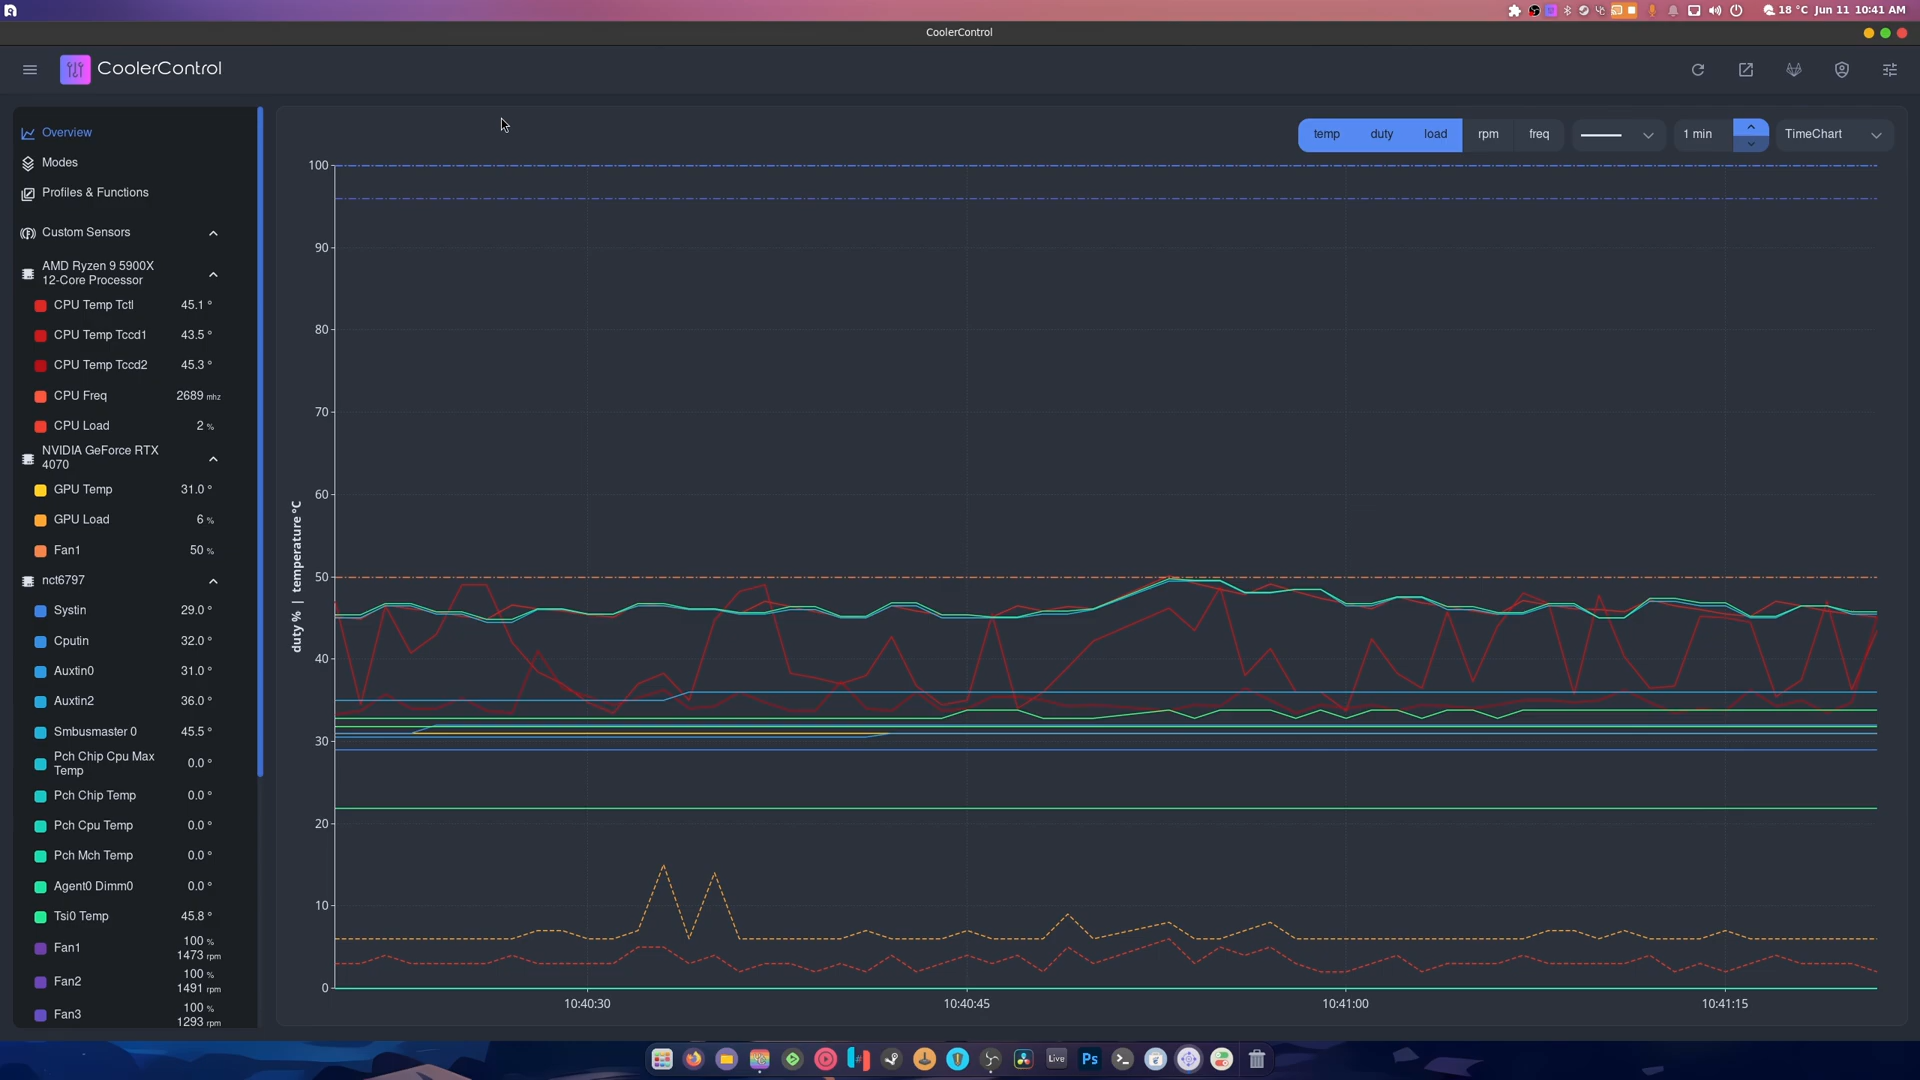 18 °C Jun 11 10:41 AM
CoolerControl
CoolerControl
Overview
Modes
Profiles & Functions
Custom Sensors
AMD Ryzen 9 5900X
12-Core Processor
CPU Temp Tctl 45.1 °
CPU Temp Tccd1 43.5 °
CPU Temp Tccd2 45.3 °
CPU Freq 2689 mhz
CPU Load 2 %
NVIDIA GeForce RTX
4070
GPU Temp 31.0 °
GPU Load 6 %
Fan1 50 %
nct6797
Systin 29.0 °
Cputin 32.0 °
Auxtin0 31.0 °
Auxtin2 36.0 °
Smbusmaster 0 45.5 °
Pch Chip Cpu Max
Temp 0.0 °
Pch Chip Temp 0.0 °
Pch Cpu Temp 0.0 °
Pch Mch Temp 0.0 °
Agent0 Dimm0 0.0 °
Tsi0 Temp 45.8 °
Fan1 100 %
1473 rpm
Fan2 100 %
1491 rpm
Fan3 100 %
1293 rpm
temp duty load rpm freq 1 min TimeChart
duty % | temperature °C
100
90
80
70
60
50
40
30
20
10
0
10:40:30 10:40:45 10:41:00 10:41:15
Live Ps